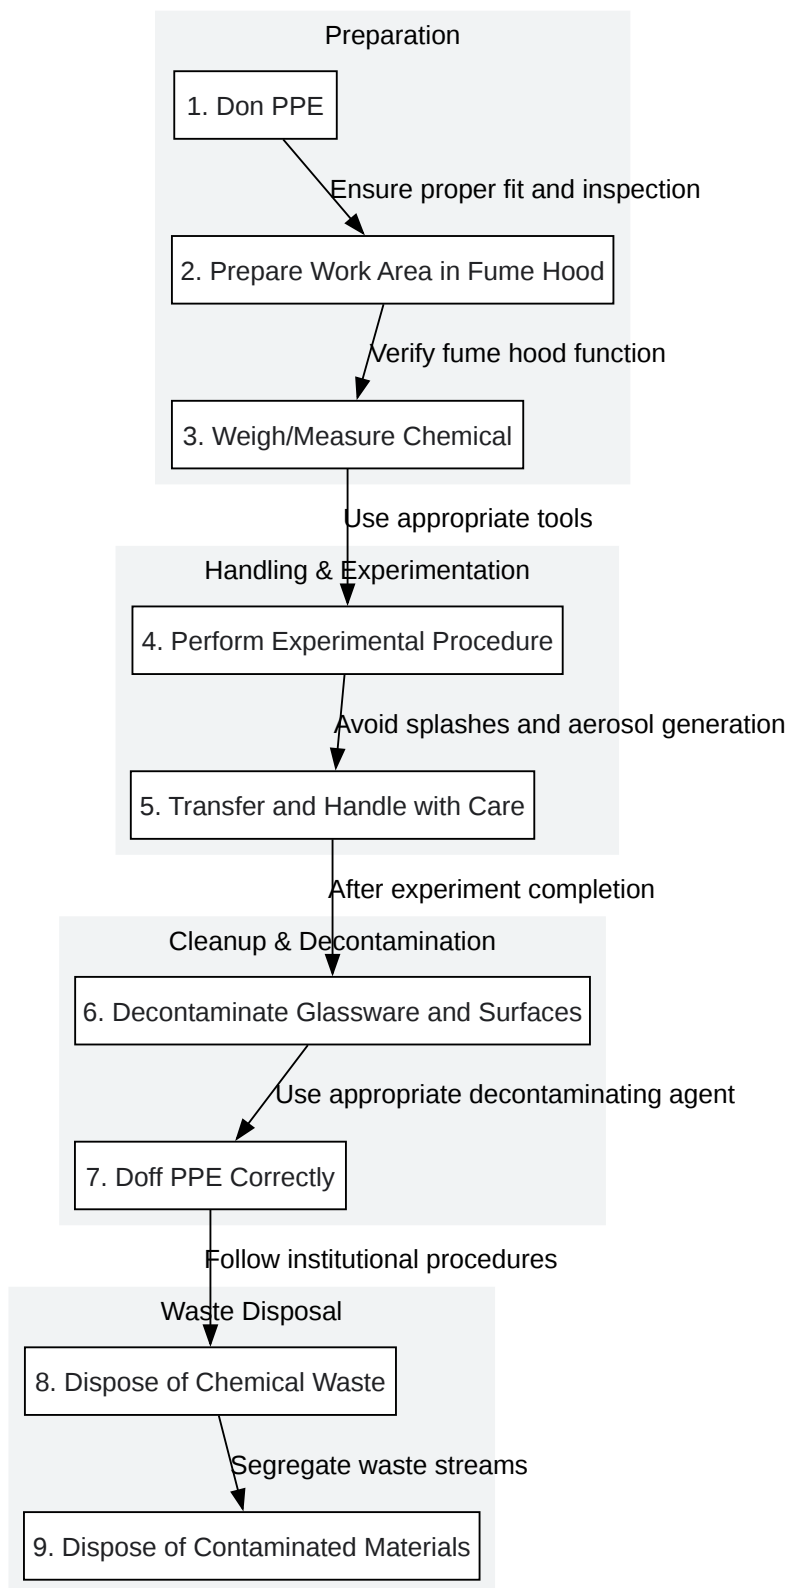 Preparation
1. Don PPE
Ensure proper fit and inspection
2. Prepare Work Area in Fume Hood
Verify fume hood function
3. Weigh/Measure Chemical
Use appropriate tools
Handling & Experimentation
4. Perform Experimental Procedure
Avoid splashes and aerosol generation
5. Transfer and Handle with Care
After experiment completion
Cleanup & Decontamination
6. Decontaminate Glassware and Surfaces
Use appropriate decontaminating agent
7. Doff PPE Correctly
Follow institutional procedures
Waste Disposal
8. Dispose of Chemical Waste
Segregate waste streams
9. Dispose of Contaminated Materials